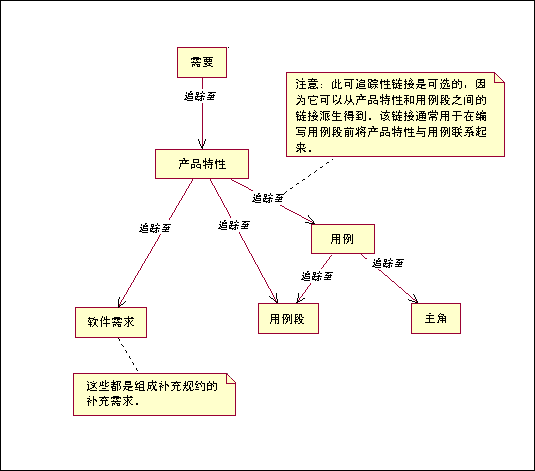 需要
追踪至
注意: 此可追踪性链接是可选的, 因
为它可以从产品特性和用例段之间的
链接派生得到. 该链接通常用于在编
写用例段前将产品特性与用例联系起
来.
产品特性
追踪至
追踪至
追踪至
用例
追踪至
追踪至
软件需求
用例段
主角
这些都是组成补充规约的
补充需求.